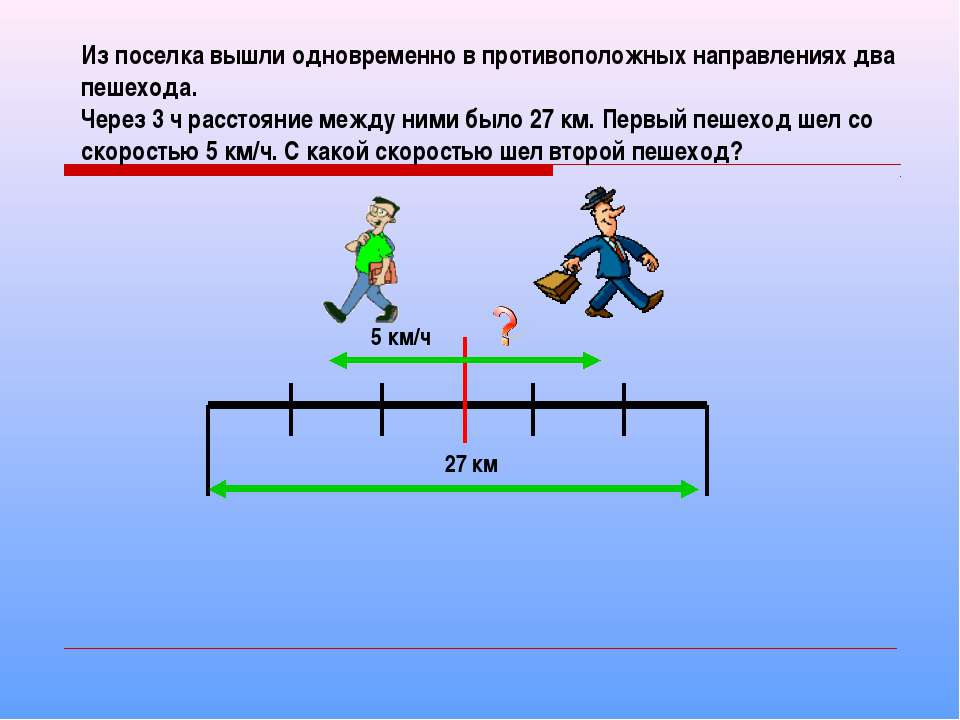 Из поселка вышли одновременно в противоположных направлениях два
пешехода.
Через 3 ч расстояние между ними было 27 км. Первый пешеход шел со
скоростью 5 км/ч. С какой скоростью шел второй пешеход?
?
5 км/ч
27 км